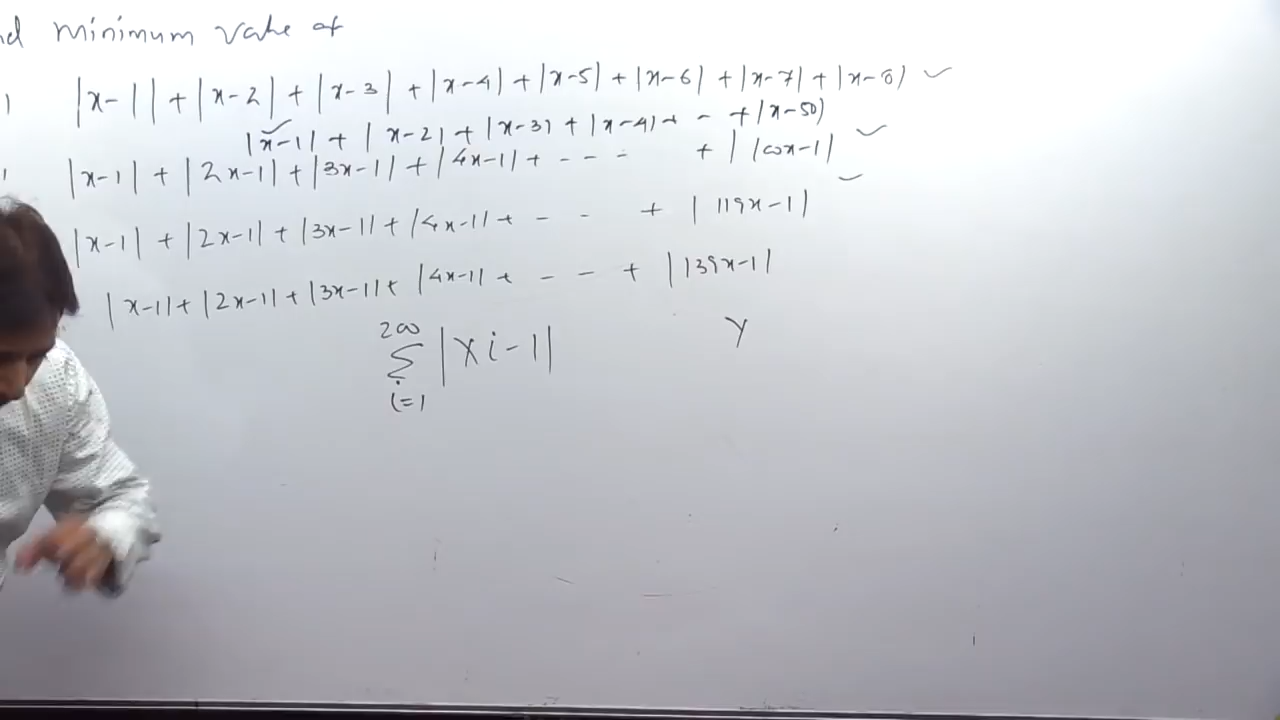 nd minimum value of
) |x-1| + |x-2| + |x-3| + |x-4| + |x-5| + |x-6| + |x-7| + |x-8| ✓
|x-1| + |x-2| + |x-3| + |x-4| + - + |x-50|
|x-1| + |2x-1| + |3x-1| + |4x-1| + --- + |100x-1| ✓
|x-1| + |2x-1| + |3x-1| + |4x-1| + - - + |119x-1|
|x-1| + |2x-1| + |3x-1| + |4x-1| + - - + |139x-1|
200
∑ |xi-1| y
i=1